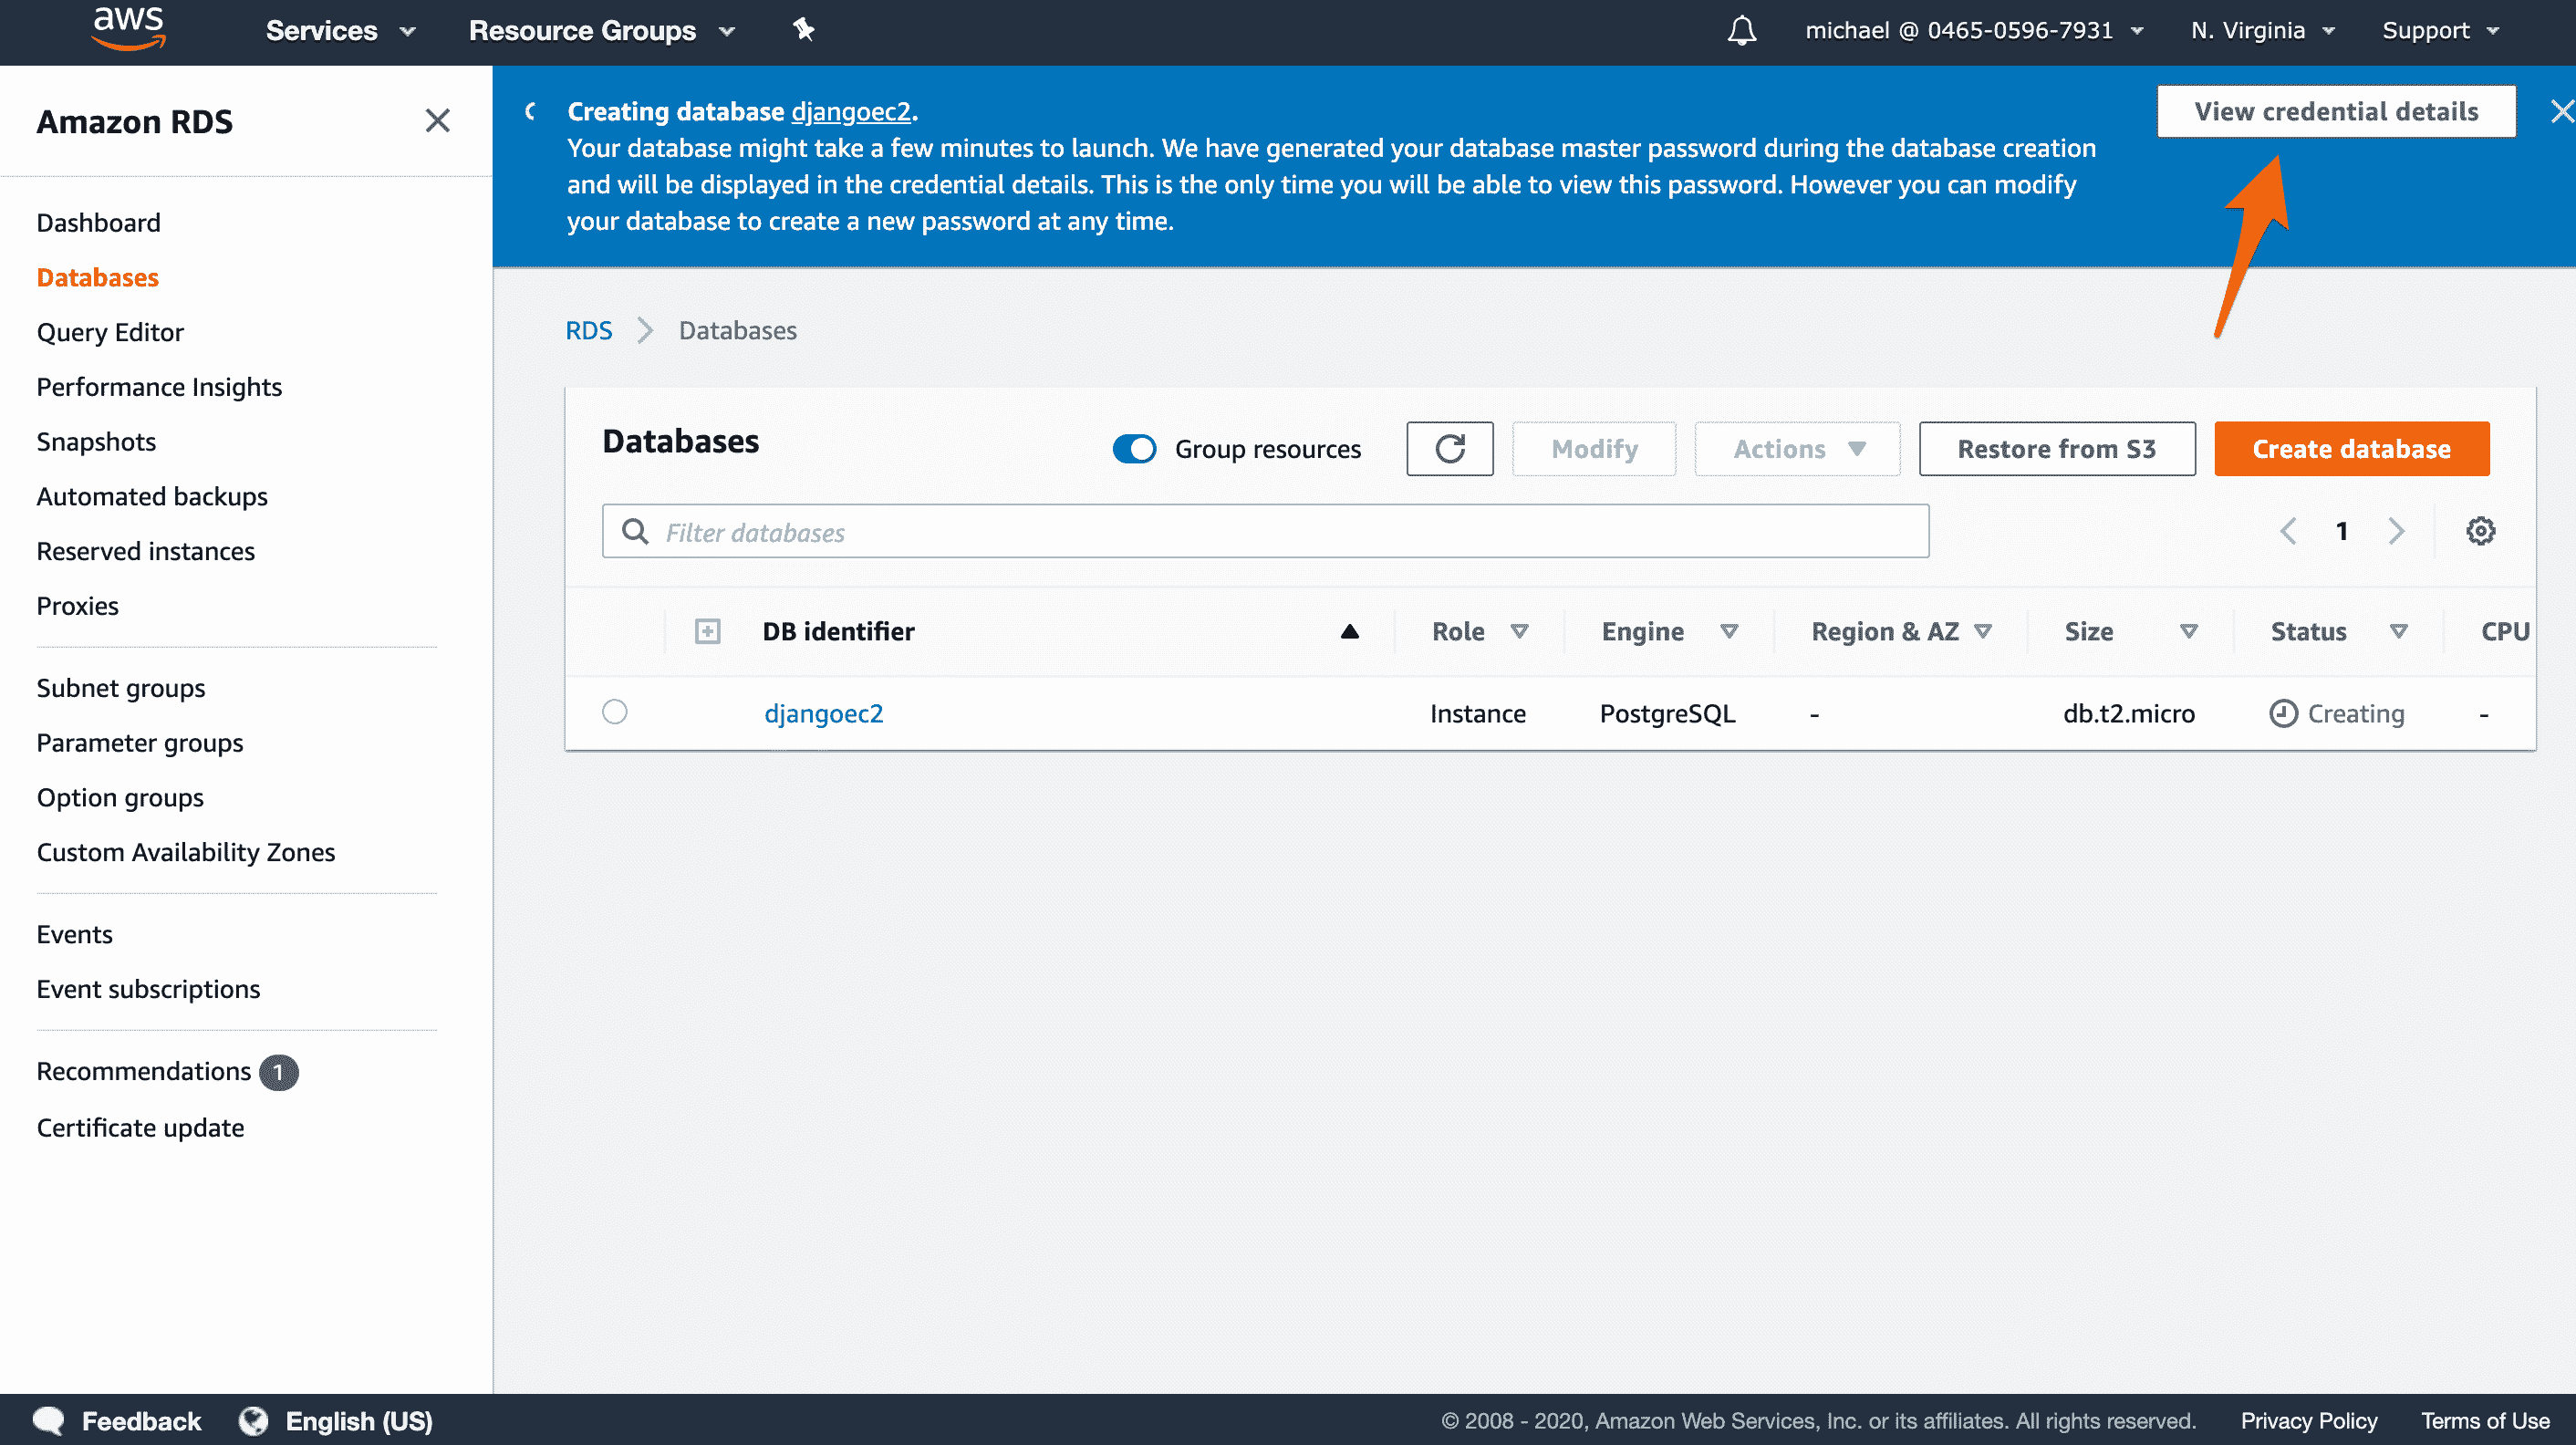 aws
Services
Resource Groups
michael @ 0465-0596-7931
N. Virginia
Support
Amazon RDS
Dashboard
Databases
Query Editor
Performance Insights
Snapshots
Automated backups
Reserved instances
Proxies
Subnet groups
Parameter groups
Option groups
Custom Availability Zones
Events
Event subscriptions
Recommendations 1
Certificate update
Creating database djangoec2.
Your database might take a few minutes to launch. We have generated your database master password during the database creation
and will be displayed in the credential details. This is the only time you will be able to view this password. However you can modify
your database to create a new password at any time.
View credential details
RDS
Databases
Databases
Group resources
Modify
Actions
Restore from S3
Create database
Filter databases
1
DB identifier
Role
Engine
Region & AZ
Size
Status
CPU
djangoec2
Instance
PostgreSQL
-
db.t2.micro
Creating
-
Feedback
English (US)
© 2008 - 2020, Amazon Web Services, Inc. or its affiliates. All rights reserved.
Privacy Policy
Terms of Use